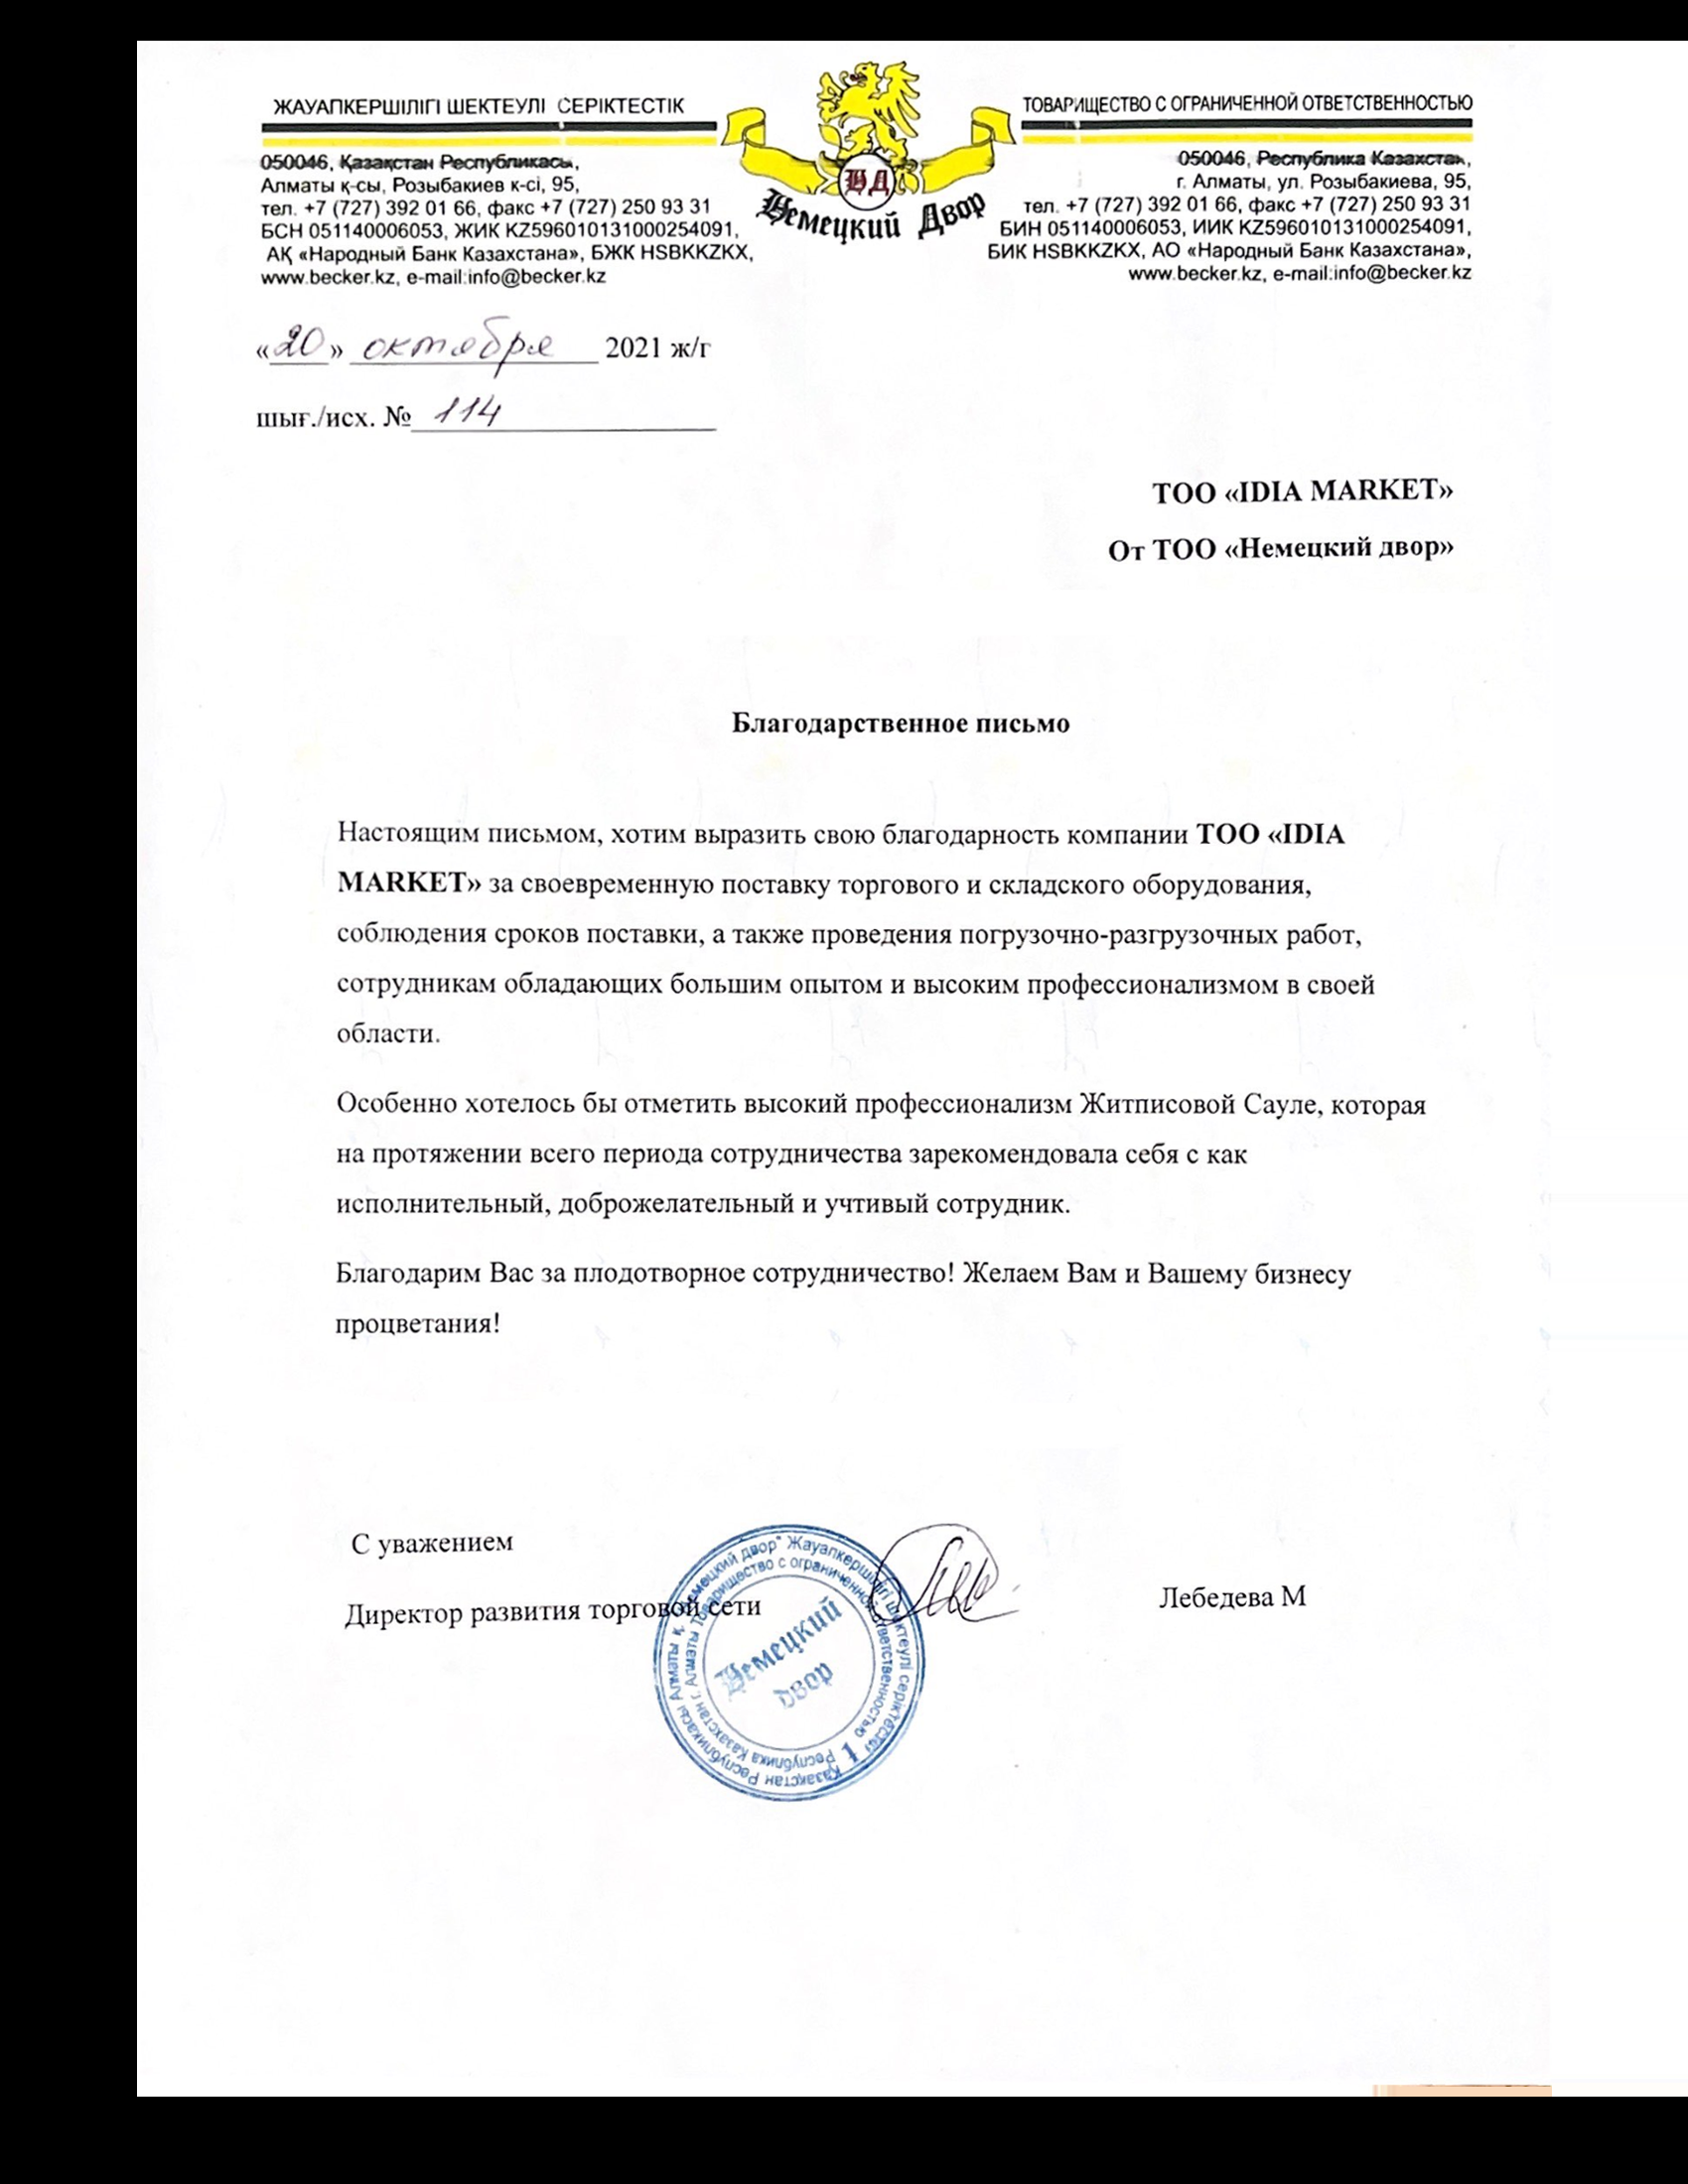 ЖАУАПКЕРШІЛІГІ ШЕКТЕУЛІ СЕРІКТЕСТІК
050046, Қазақстан Республикасы,
Алматы қ-сы, Розыбакиев к-сі, 95,
тел. +7 (727) 392 01 66, факс +7 (727) 250 93 31
БСН 051140006053, ЖИК KZ596010131000254091,
АҚ «Народный Банк Казахстана», БЖК HSBKKZKX,
www.becker.kz, e-mail:info@becker.kz
НД
Немецкий Двор
ТОВАРИЩЕСТВО С ОГРАНИЧЕННОЙ ОТВЕТСТВЕННОСТЬЮ
050046, Республика Казахстан,
г. Алматы, ул. Розыбакиева, 95,
тел. +7 (727) 392 01 66, факс +7 (727) 250 93 31
БИН 051140006053, ИИК KZ596010131000254091,
БИК HSBKKZKX, АО «Народный Банк Казахстана»,
www.becker.kz, e-mail:info@becker.kz
«20» октября 2021 ж/г
шығ./исх. № 114
ТОО «IDIA MARKET»
От ТОО «Немецкий двор»
Благодарственное письмо
Настоящим письмом, хотим выразить свою благодарность компании ТОО «IDIA
MARKET» за своевременную поставку торгового и складского оборудования,
соблюдения сроков поставки, а также проведения погрузочно-разгрузочных работ,
сотрудникам обладающих большим опытом и высоким профессионализмом в своей
области.
Особенно хотелось бы отметить высокий профессионализм Житписовой Сауле, которая
на протяжении всего периода сотрудничества зарекомендовала себя с как
исполнительный, доброжелательный и учтивый сотрудник.
Благодарим Вас за плодотворное сотрудничество! Желаем Вам и Вашему бизнесу
процветания!
С уважением
Директор развития торговой сети
Лебедева М
Қазақстан Республикасы Алматы қ. "Немецкий двор" Жауапкершілігі шектеулі серіктестігі
Республика Казахстан г. Алматы Товарищество с ограниченной ответственностью
Немецкий
двор
1